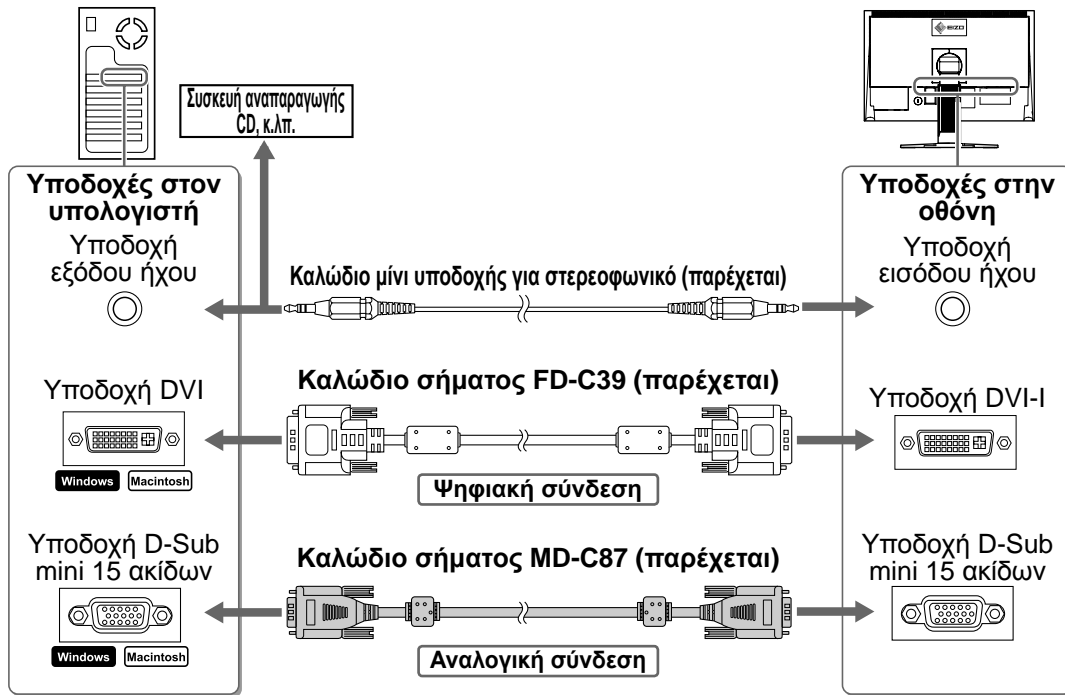 EIZO
Συσκευή αναπαραγωγής
CD, κ.λπ.
Υποδοχές στον
υπολογιστή
Υποδοχές στην
οθόνη
Υποδοχή
εξόδου ήχου
Καλώδιο μίνι υποδοχής για στερεοφωνικό (παρέχεται)
Υποδοχή
εισόδου ήχου
Υποδοχή DVI
Windows Macintosh
Καλώδιο σήματος FD-C39 (παρέχεται)
Ψηφιακή σύνδεση
Υποδοχή DVI-I
Υποδοχή D-Sub
mini 15 ακίδων
Windows Macintosh
Καλώδιο σήματος MD-C87 (παρέχεται)
Αναλογική σύνδεση
Υποδοχή D-Sub
mini 15 ακίδων